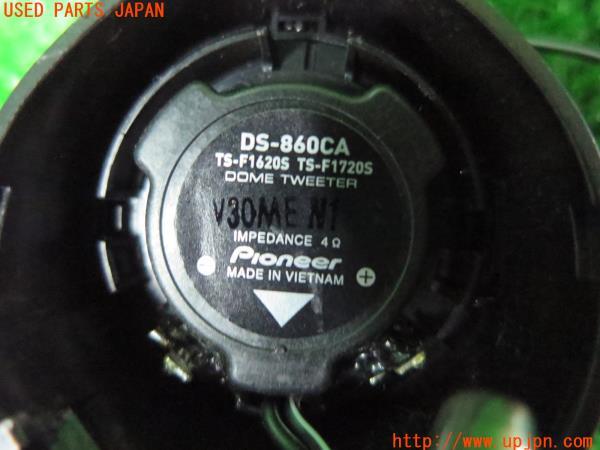 USED PARTS JAPAN
DS-860CA
TS-F1620S TS-F1720S
DOME TWEETER
V30ME N1
IMPEDANCE 4Ω
Pioneer
MADE IN VIETNAM
- +
http://www.upjpn.com/